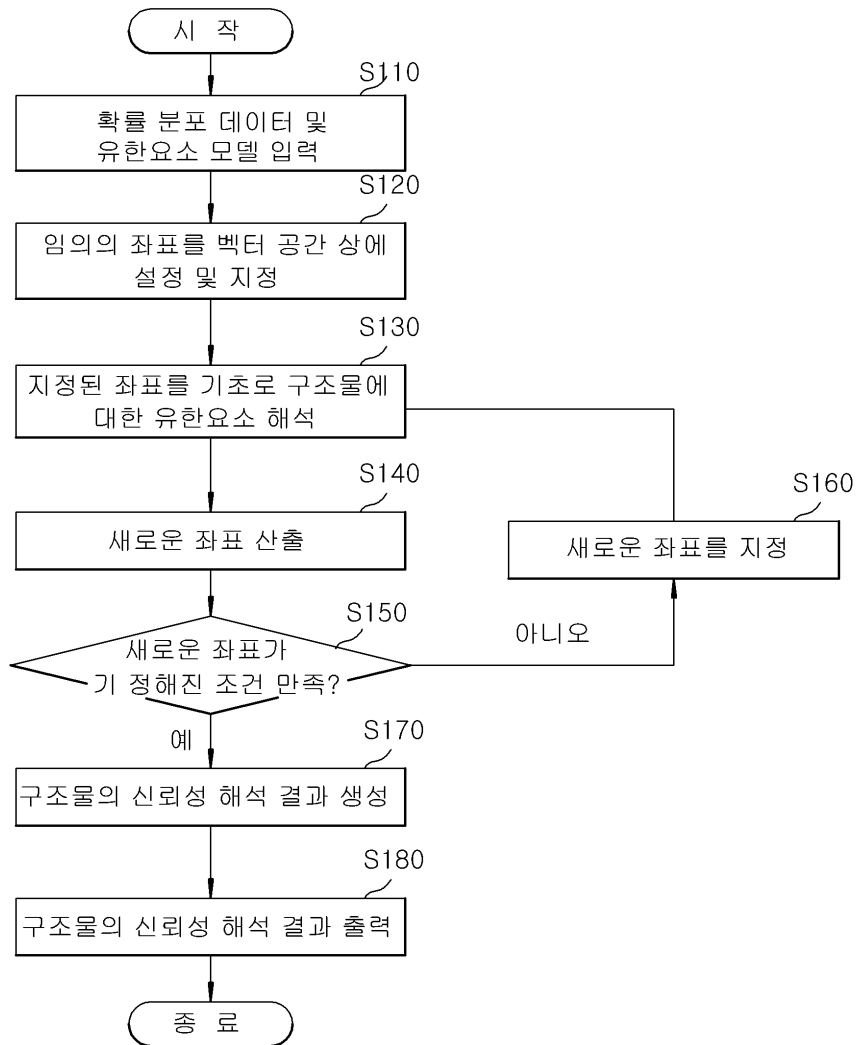 시 작
S110
확률 분포 데이터 및
유한요소 모델 입력
S120
임의의 좌표를 벡터 공간 상에
설정 및 지정
S130
지정된 좌표를 기초로 구조물에
대한 유한요소 해석
S140
새로운 좌표 산출
S160
새로운 좌표를 지정
S150
새로운 좌표가
기 정해진 조건 만족?
아니오
예
S170
구조물의 신뢰성 해석 결과 생성
S180
구조물의 신뢰성 해석 결과 출력
종 료